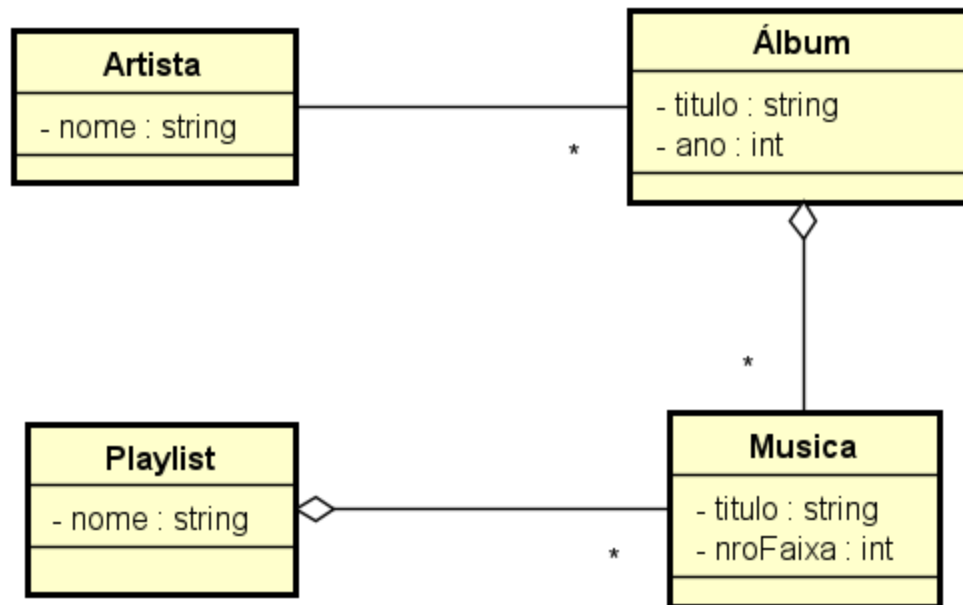 Artista
- nome : string
*
Álbum
- titulo : string
- ano : int
*
Playlist
- nome : string
*
Musica
- titulo : string
- nroFaixa : int